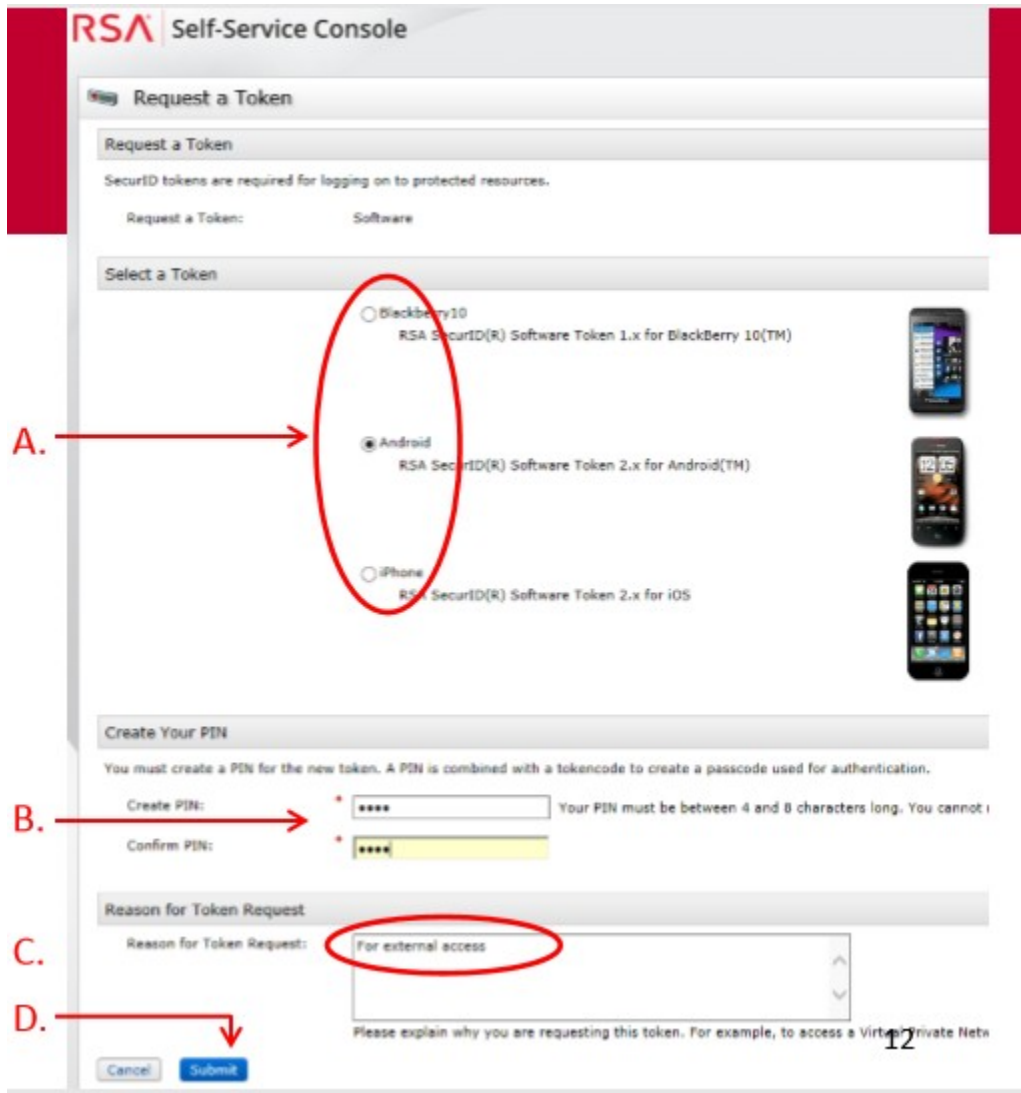 RSA Self-Service Console
Request a Token
Request a Token
SecurID tokens are required for logging on to protected resources.
Request a Token: Software
Select a Token
Blackberry10
RSA SecurID(R) Software Token 1.x for BlackBerry 10(TM)
A.
Android
RSA SecurID(R) Software Token 2.x for Android(TM)
12 05
iPhone
RSA SecurID(R) Software Token 2.x for iOS
Create Your PIN
You must create a PIN for the new token. A PIN is combined with a tokencode to create a passcode used for authentication.
B.
Create PIN: * •••• Your PIN must be between 4 and 8 characters long. You cannot
Confirm PIN: * ••••
Reason for Token Request
C.
Reason for Token Request: For external access
D.
Please explain why you are requesting this token. For example, to access a Virtual Private Netw
12
Cancel Submit